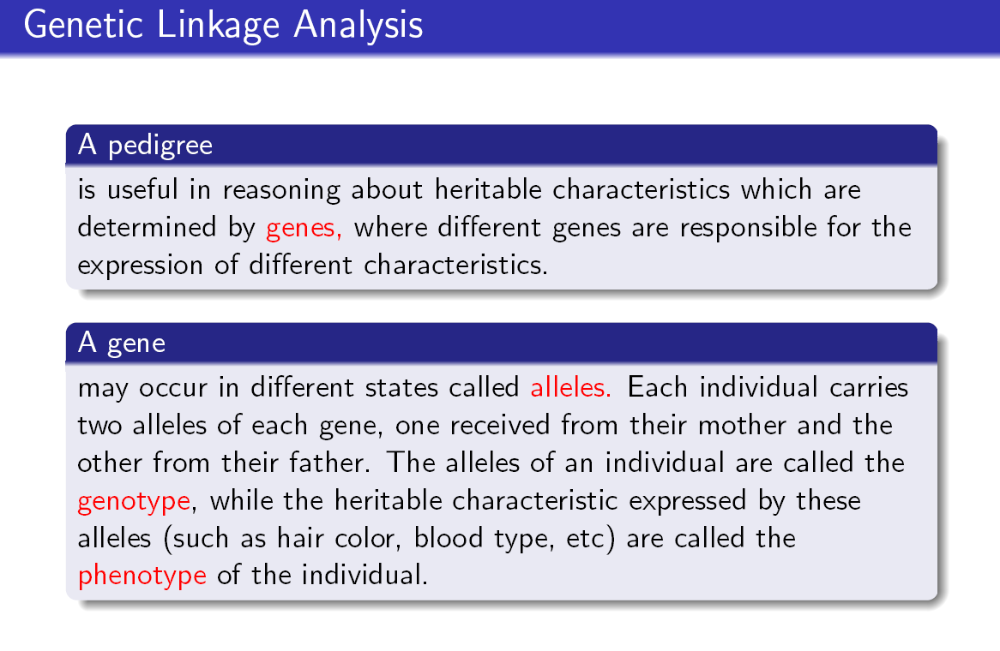 Genetic Linkage Analysis
A pedigree
is useful in reasoning about heritable characteristics which are
determined by genes, where different genes are responsible for the
expression of different characteristics.
A gene
may occur in different states called alleles. Each individual carries
two alleles of each gene, one received from their mother and the
other from their father. The alleles of an individual are called the
genotype, while the heritable characteristic expressed by these
alleles (such as hair color, blood type, etc) are called the
phenotype of the individual.